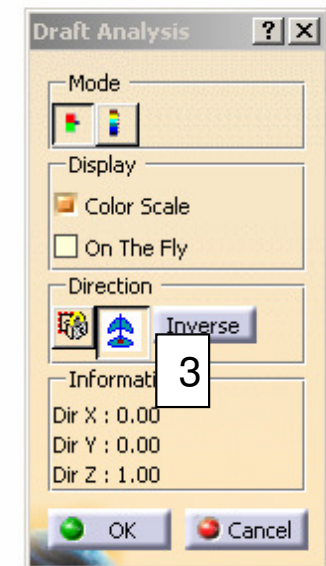 Draft Analysis ? X
Mode
Display
Color Scale
On The Fly
Direction
Inverse
3
Dir X : 0.00
Dir Y : 0.00
Dir Z : 1.00
OK Cancel